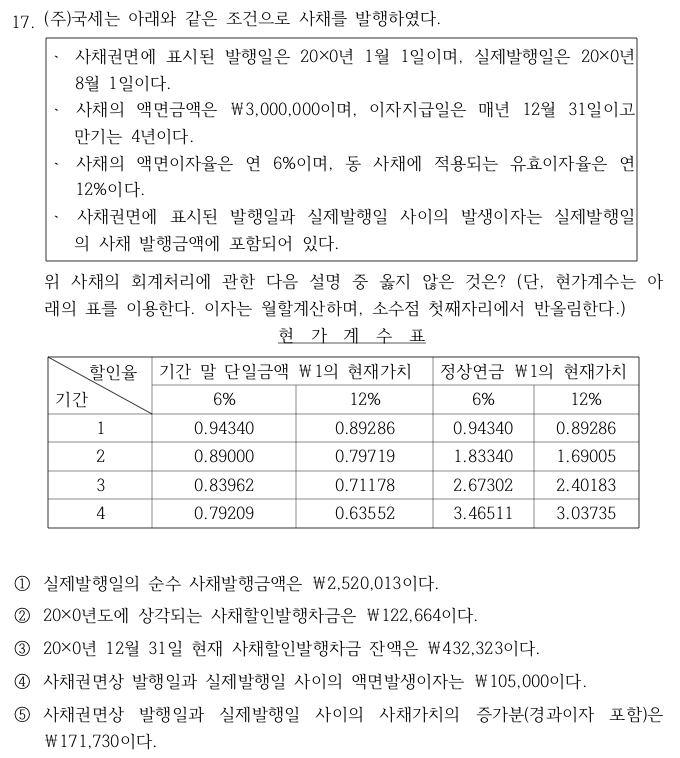 17. (주)국세는 아래와 같은 조건으로 사채를 발행하였다.
、 사채권면에 표시된 발행일은 20×0년 1월 1일이며, 실제발행일은 20×0년
8월 1일이다.
、 사채의 액면금액은 ₩3,000,000이며, 이자지급일은 매년 12월 31일이고
만기는 4년이다.
、 사채의 액면이자율은 연 6%이며, 동 사채에 적용되는 유효이자율은 연
12%이다.
、 사채권면에 표시된 발행일과 실제발행일 사이의 발생이자는 실제발행일
의 사채 발행금액에 포함되어 있다.
위 사채의 회계처리에 관한 다음 설명 중 옳지 않은 것은? (단, 현가계수는 아
래의 표를 이용한다. 이자는 월할계산하며, 소수점 첫째자리에서 반올림한다.)
현 가 계 수 표
할인율 기간 말 단일금액 ₩1의 현재가치 정상연금 ₩1의 현재가치
기간 6% 12% 6% 12%
1 0.94340 0.89286 0.94340 0.89286
2 0.89000 0.79719 1.83340 1.69005
3 0.83962 0.71178 2.67302 2.40183
4 0.79209 0.63552 3.46511 3.03735
① 실제발행일의 순수 사채발행금액은 ₩2,520,013이다.
② 20×0년도에 상각되는 사채할인발행차금은 ₩122,664이다.
③ 20×0년 12월 31일 현재 사채할인발행차금 잔액은 ₩432,323이다.
④ 사채권면상 발행일과 실제발행일 사이의 액면발생이자는 ₩105,000이다.
⑤ 사채권면상 발행일과 실제발행일 사이의 사채가치의 증가분(경과이자 포함)은
₩171,730이다.